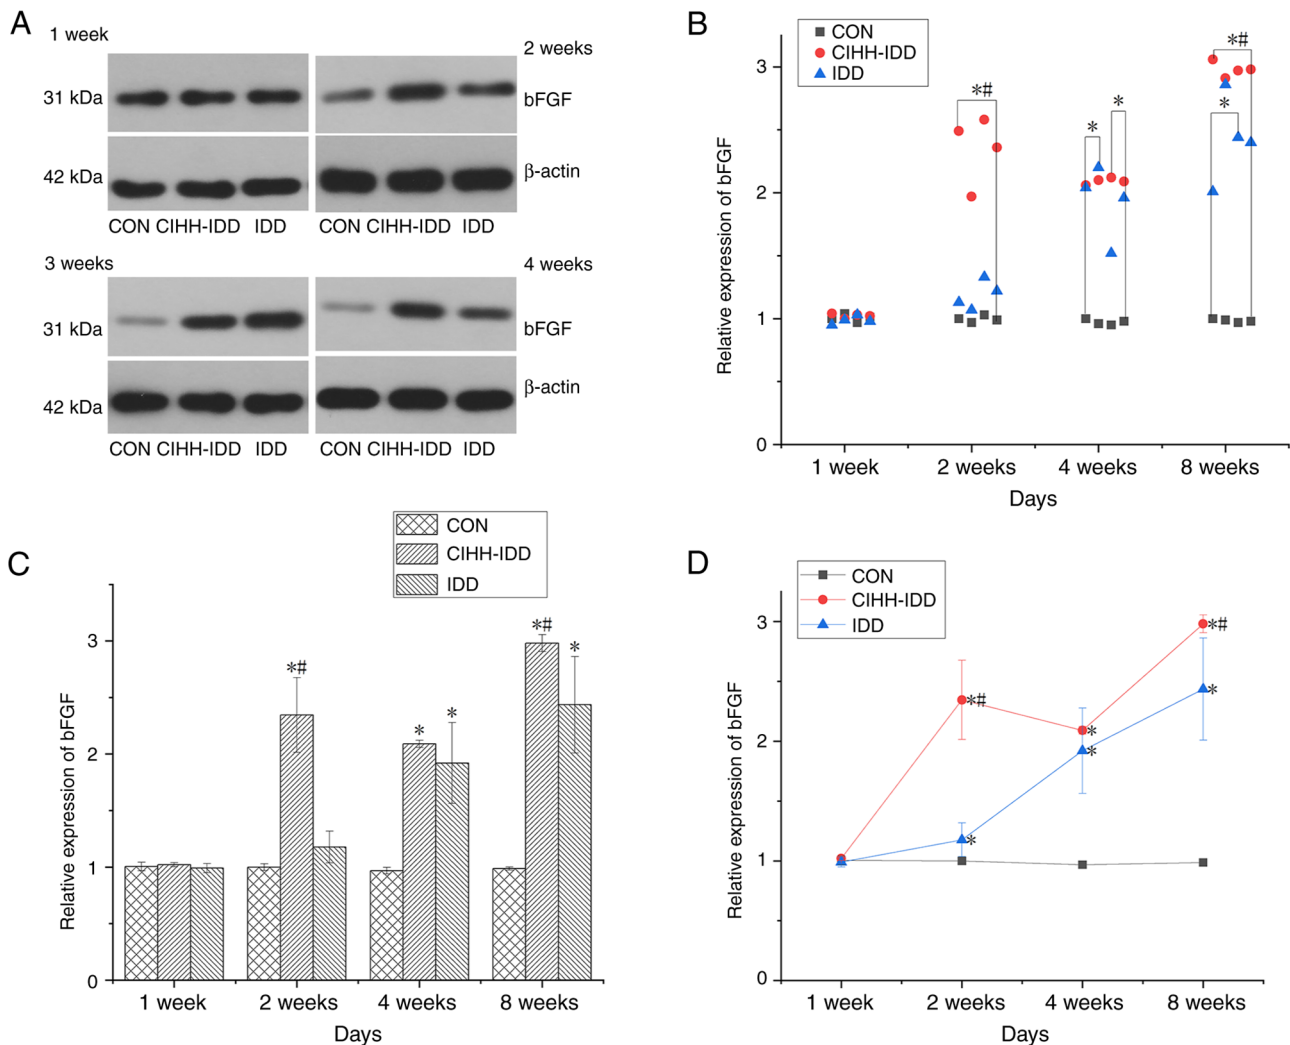 A
1 week
2 weeks
31 kDa
bFGF
42 kDa
β-actin
CON CIHH-IDD IDD
CON CIHH-IDD IDD
3 weeks
4 weeks
31 kDa
bFGF
42 kDa
β-actin
CON CIHH-IDD IDD
CON CIHH-IDD IDD
B
CON
CIHH-IDD
IDD
Relative expression of bFGF
3
2
1
0
*#
*
*
*#
*
1 week 2 weeks 4 weeks 8 weeks
Days
C
CON
CIHH-IDD
IDD
Relative expression of bFGF
3
2
1
0
*#
*
*
*#
*
1 week 2 weeks 4 weeks 8 weeks
Days
D
CON
CIHH-IDD
IDD
Relative expression of bFGF
3
2
1
0
*#
*
*
*
*#
*
1 week 2 weeks 4 weeks 8 weeks
Days